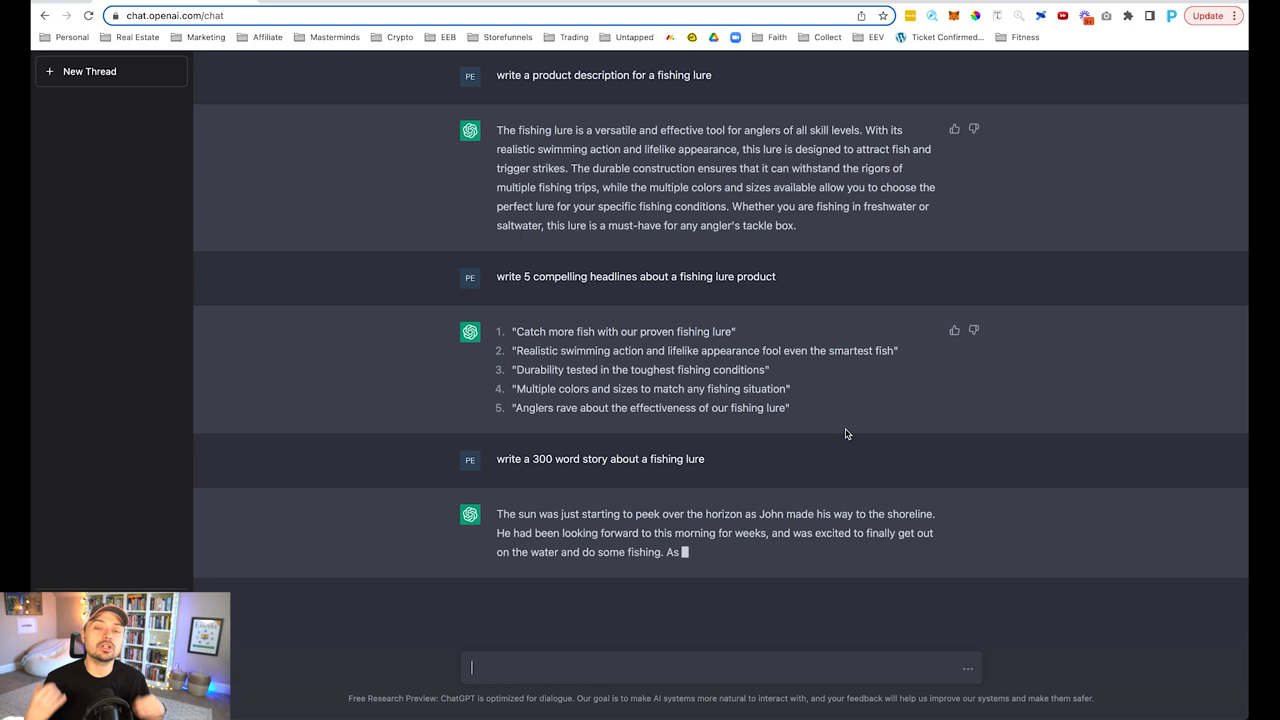 chat.openai.com/chat
Update
Personal Real Estate Marketing Affiliate Masterminds Crypto EEB Storefunnels Trading Untapped Faith Collect EEV Ticket Confirmed... Fitness
+ New Thread
PE write a product description for a fishing lure
The fishing lure is a versatile and effective tool for anglers of all skill levels. With its
realistic swimming action and lifelike appearance, this lure is designed to attract fish and
trigger strikes. The durable construction ensures that it can withstand the rigors of
multiple fishing trips, while the multiple colors and sizes available allow you to choose the
perfect lure for your specific fishing conditions. Whether you are fishing in freshwater or
saltwater, this lure is a must-have for any angler's tackle box.
PE write 5 compelling headlines about a fishing lure product
1. "Catch more fish with our proven fishing lure"
2. "Realistic swimming action and lifelike appearance fool even the smartest fish"
3. "Durability tested in the toughest fishing conditions"
4. "Multiple colors and sizes to match any fishing situation"
5. "Anglers rave about the effectiveness of our fishing lure"
PE write a 300 word story about a fishing lure
The sun was just starting to peek over the horizon as John made his way to the shoreline.
He had been looking forward to this morning for weeks, and was excited to finally get out
on the water and do some fishing. As
Free Research Preview: ChatGPT is optimized for dialogue. Our goal is to make AI systems more natural to interact with, and your feedback will help us improve our systems and make them safer.